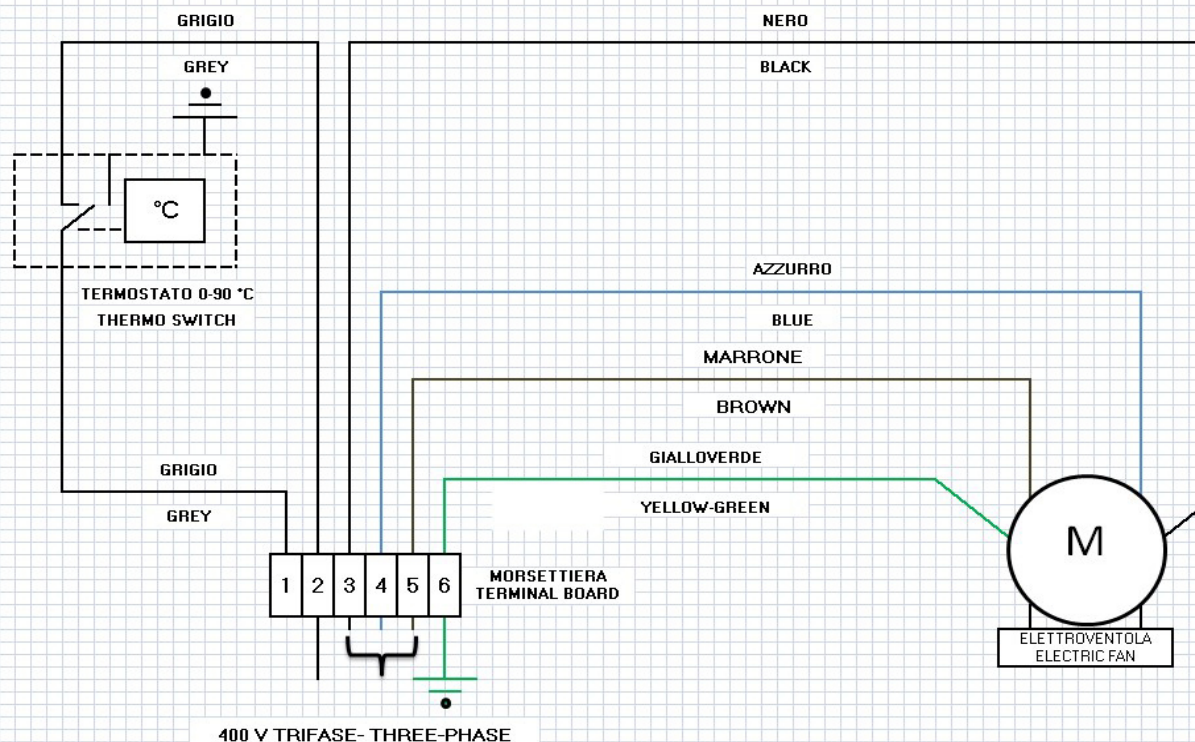 GRIGIO
NERO
GREY
BLACK
°C
AZZURRO
TERMOSTATO 0-90 °C
THERMO SWITCH
BLUE
MARRONE
BROWN
GIALLOVERDE
GRIGIO
YELLOW-GREEN
GREY
M
1 2 3 4 5 6
MORSETTIERA
TERMINAL BOARD
ELETTROVENTOLA
ELECTRIC FAN
400 V TRIFASE- THREE-PHASE